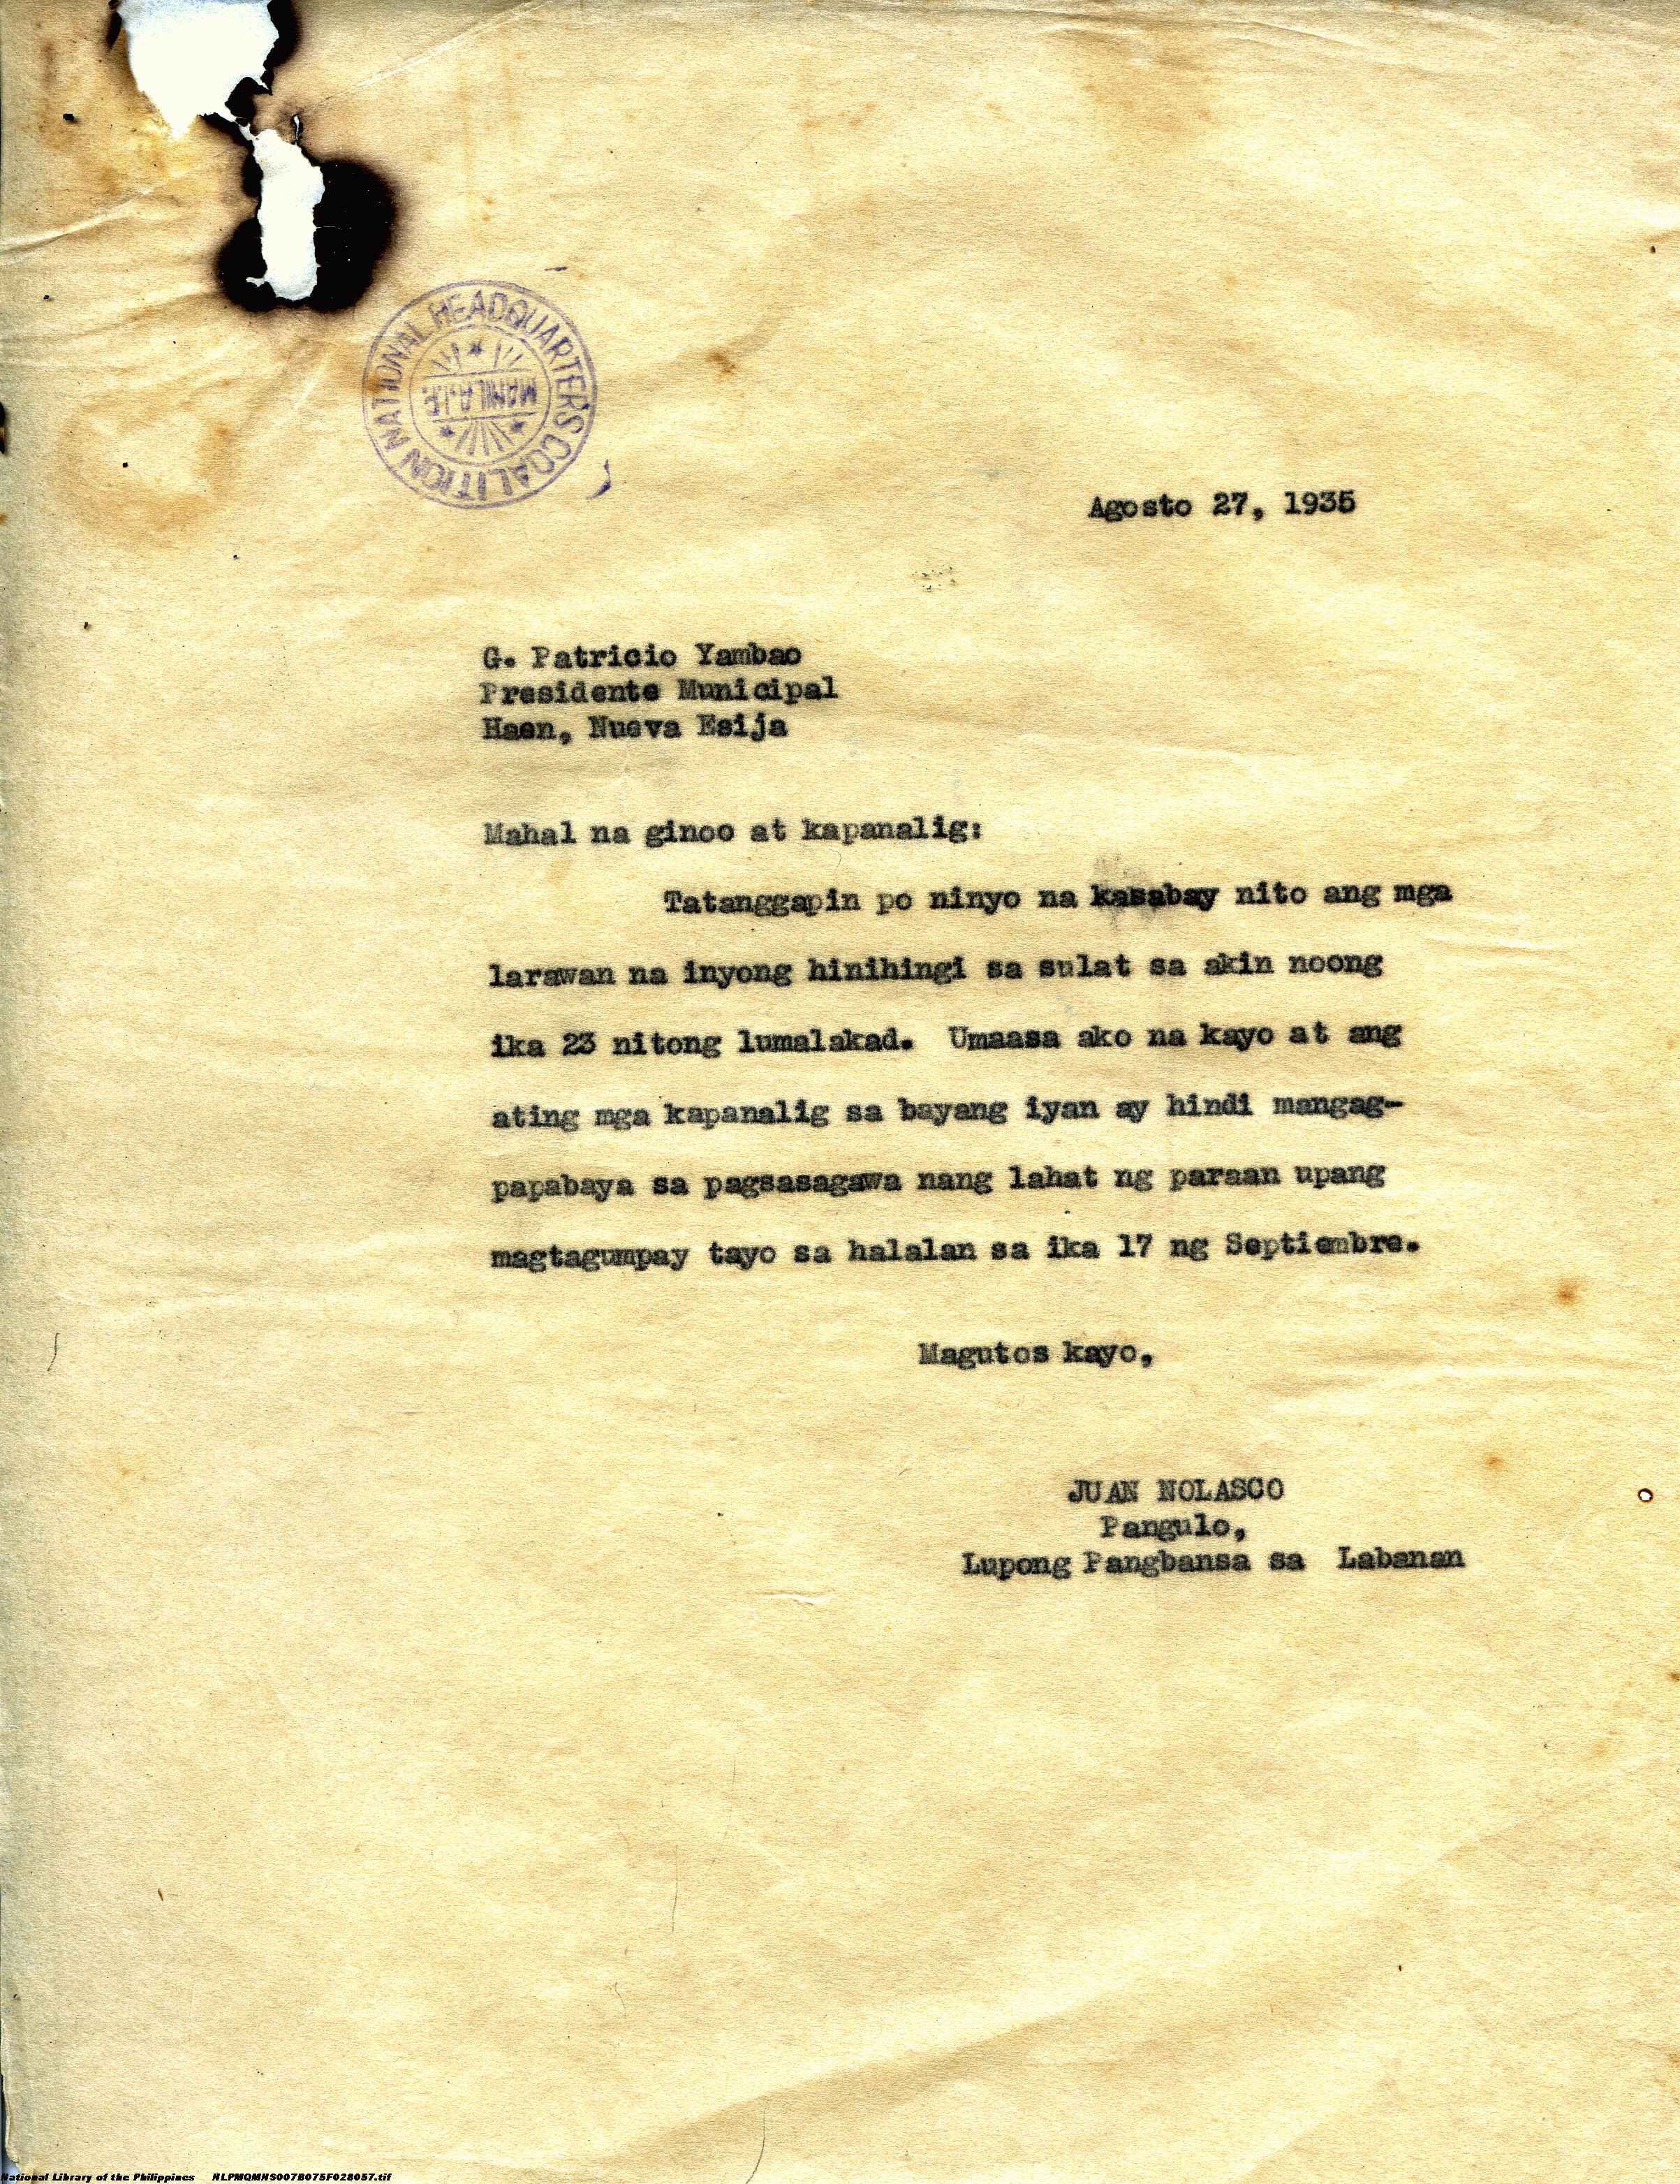 NATIONAL HEADQUARTERS COALITION
MANILA, I.F.
Agosto 27, 1935
G. Patricio Yambao
Presidente Municipal
Haen, Nueva Esija
Mahal na ginoo at kapanalig:
Tatanggapin po ninyo na kasabay nito ang mga
larawan na inyong hinihingi sa sulat sa akin noong
ika 23 nitong lumalakad. Umaasa ako na kayo at ang
ating mga kapanalig sa bayang iyan ay hindi mangag-
papabaya sa pagsasagawa nang lahat ng paraan upang
magtagumpay tayo sa halalan sa ika 17 ng Septiembre.
Magutos kayo,
JUAN NOLASCO
Pangulo,
Lupong Pangbansa sa Labanan
National Library of the Philippines NLPMQMNS007B075F028057.tif